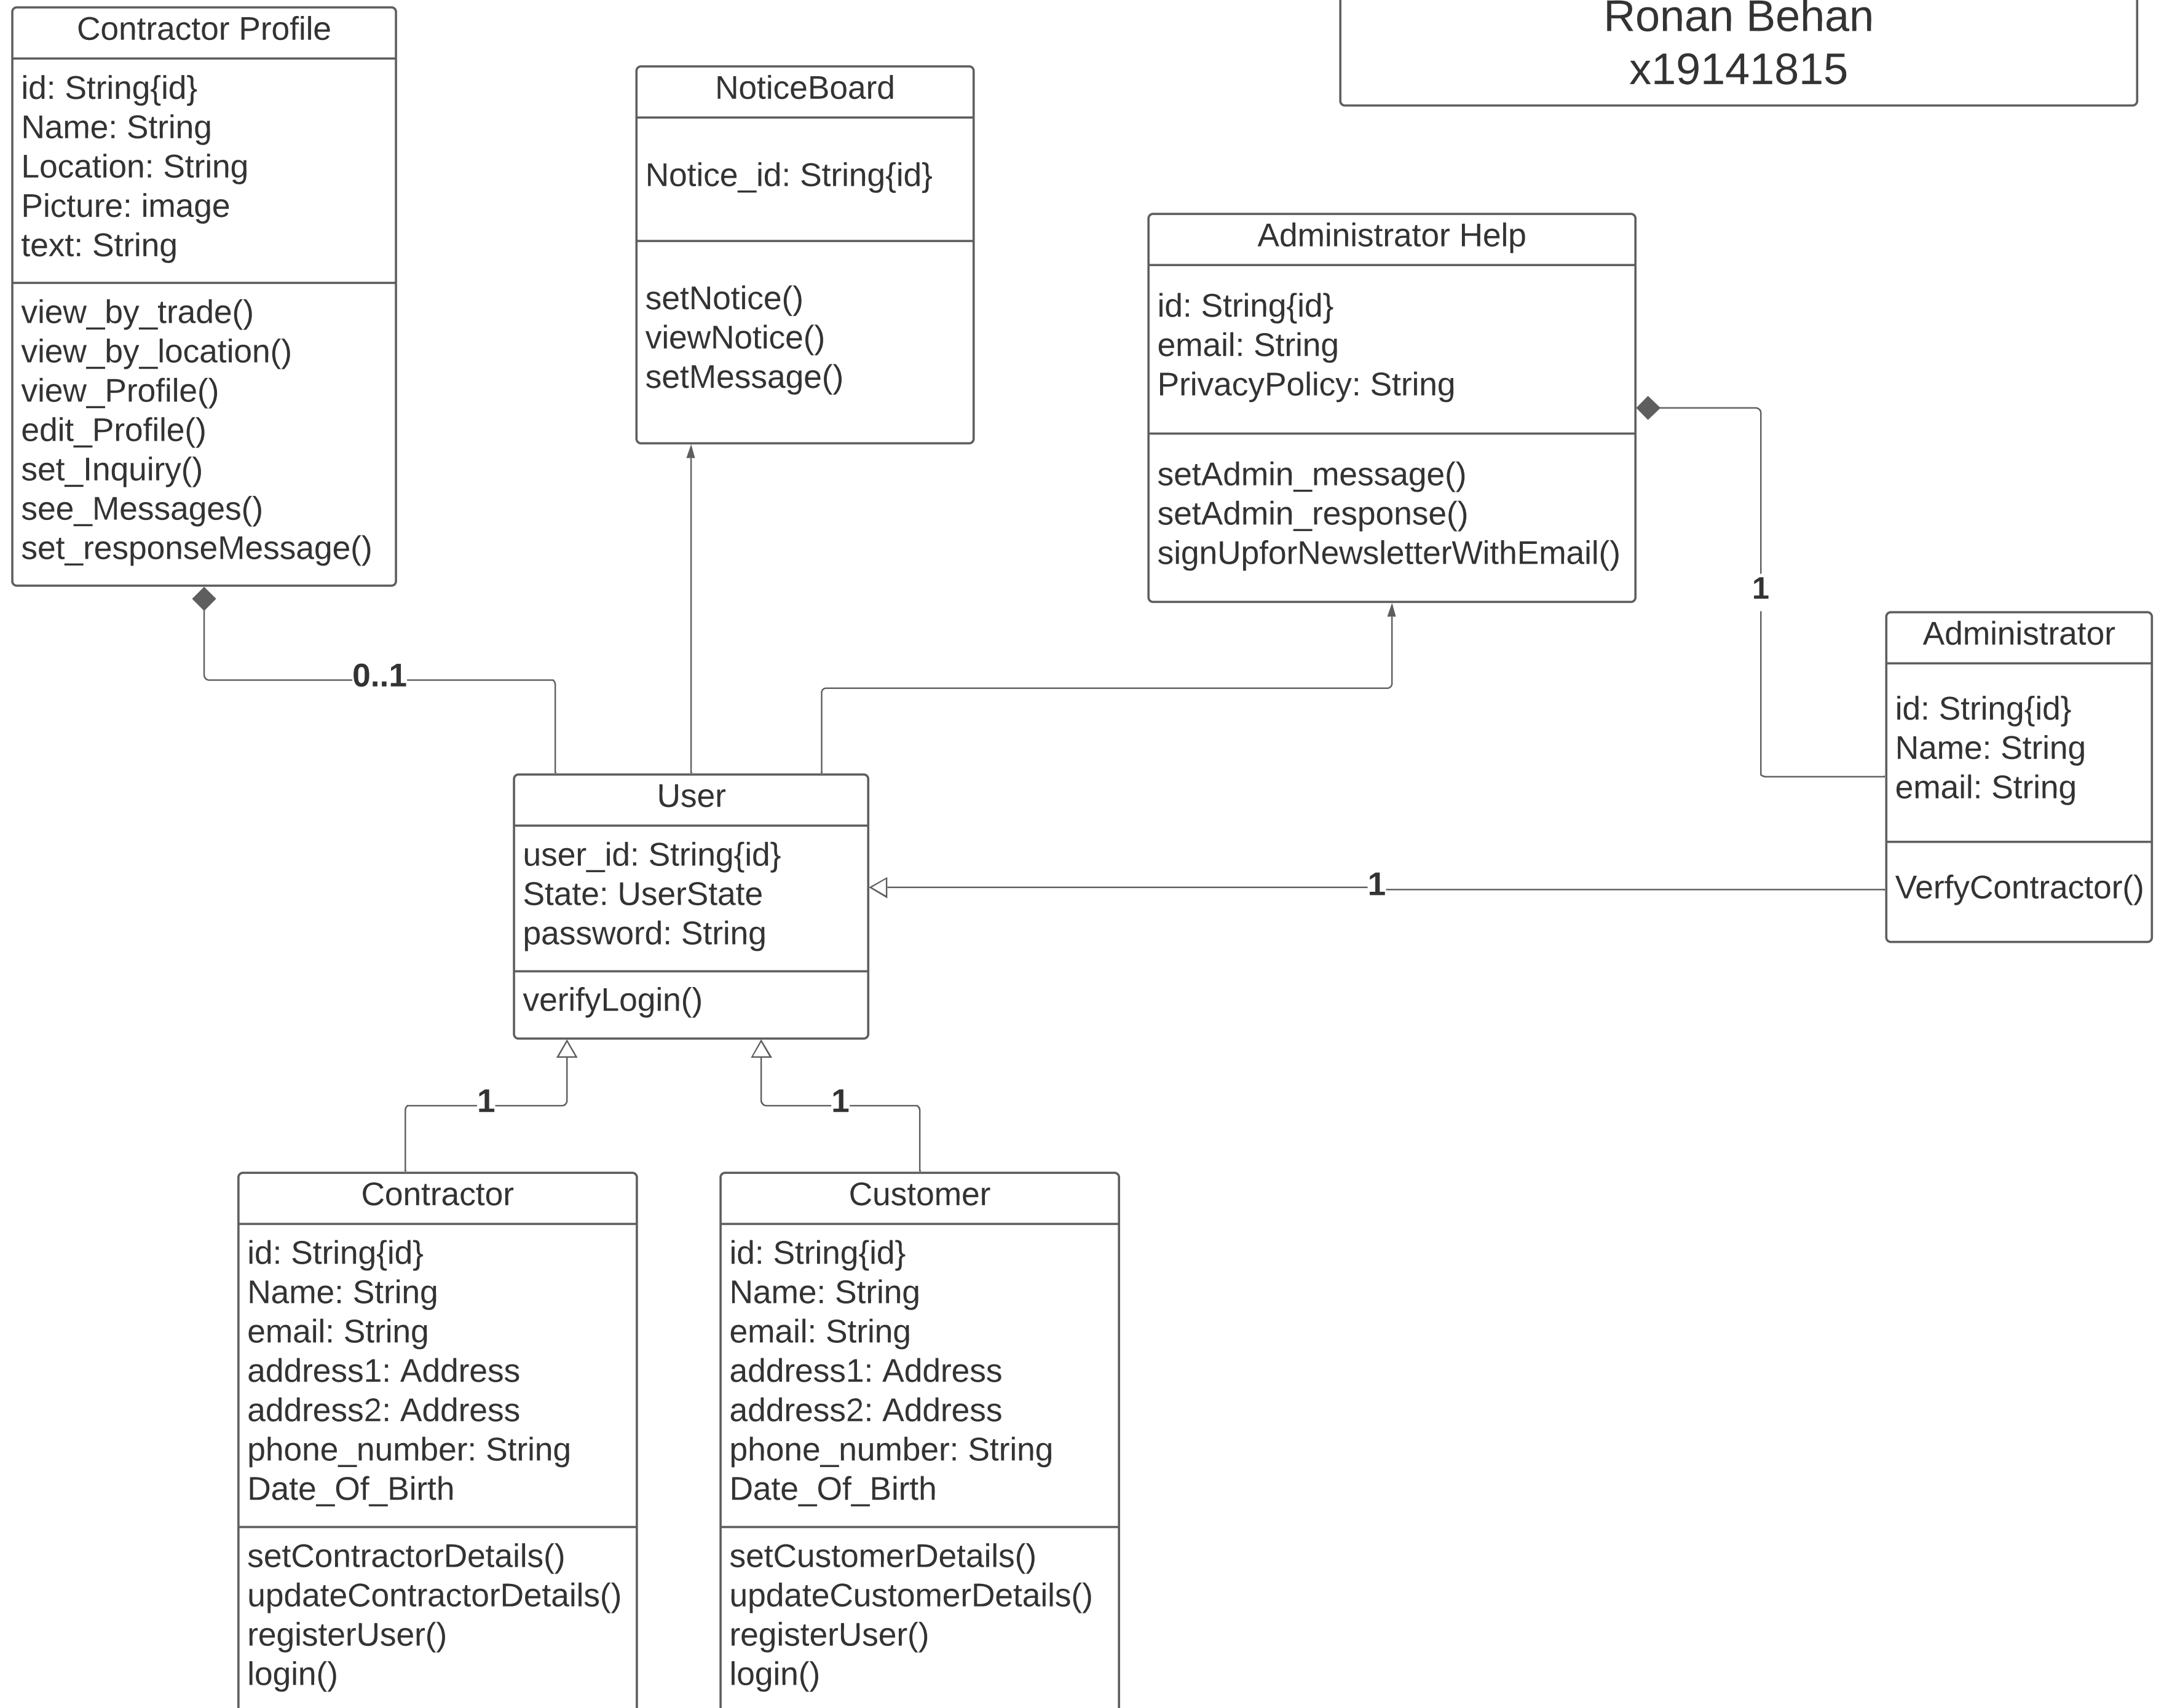 Ronan Behan
x19141815
Contractor Profile
id: String{id}
Name: String
Location: String
Picture: image
text: String
view_by_trade()
view_by_location()
view_Profile()
edit_Profile()
set_Inquiry()
see_Messages()
set_responseMessage()
NoticeBoard
Notice_id: String{id}
setNotice()
viewNotice()
setMessage()
Administrator Help
id: String{id}
email: String
PrivacyPolicy: String
setAdmin_message()
setAdmin_response()
signUpforNewsletterWithEmail()
1
Administrator
id: String{id}
Name: String
email: String
VerfyContractor()
0..1
User
user_id: String{id}
State: UserState
password: String
verifyLogin()
1
1
1
Contractor
id: String{id}
Name: String
email: String
address1: Address
address2: Address
phone_number: String
Date_Of_Birth
setContractorDetails()
updateContractorDetails()
registerUser()
login()
Customer
id: String{id}
Name: String
email: String
address1: Address
address2: Address
phone_number: String
Date_Of_Birth
setCustomerDetails()
updateCustomerDetails()
registerUser()
login()